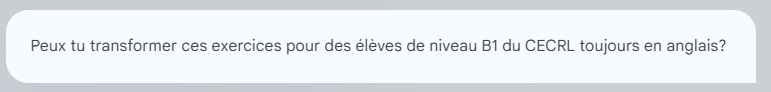 Peux tu transformer ces exercices pour des élèves de niveau B1 du CECRL toujours en anglais?